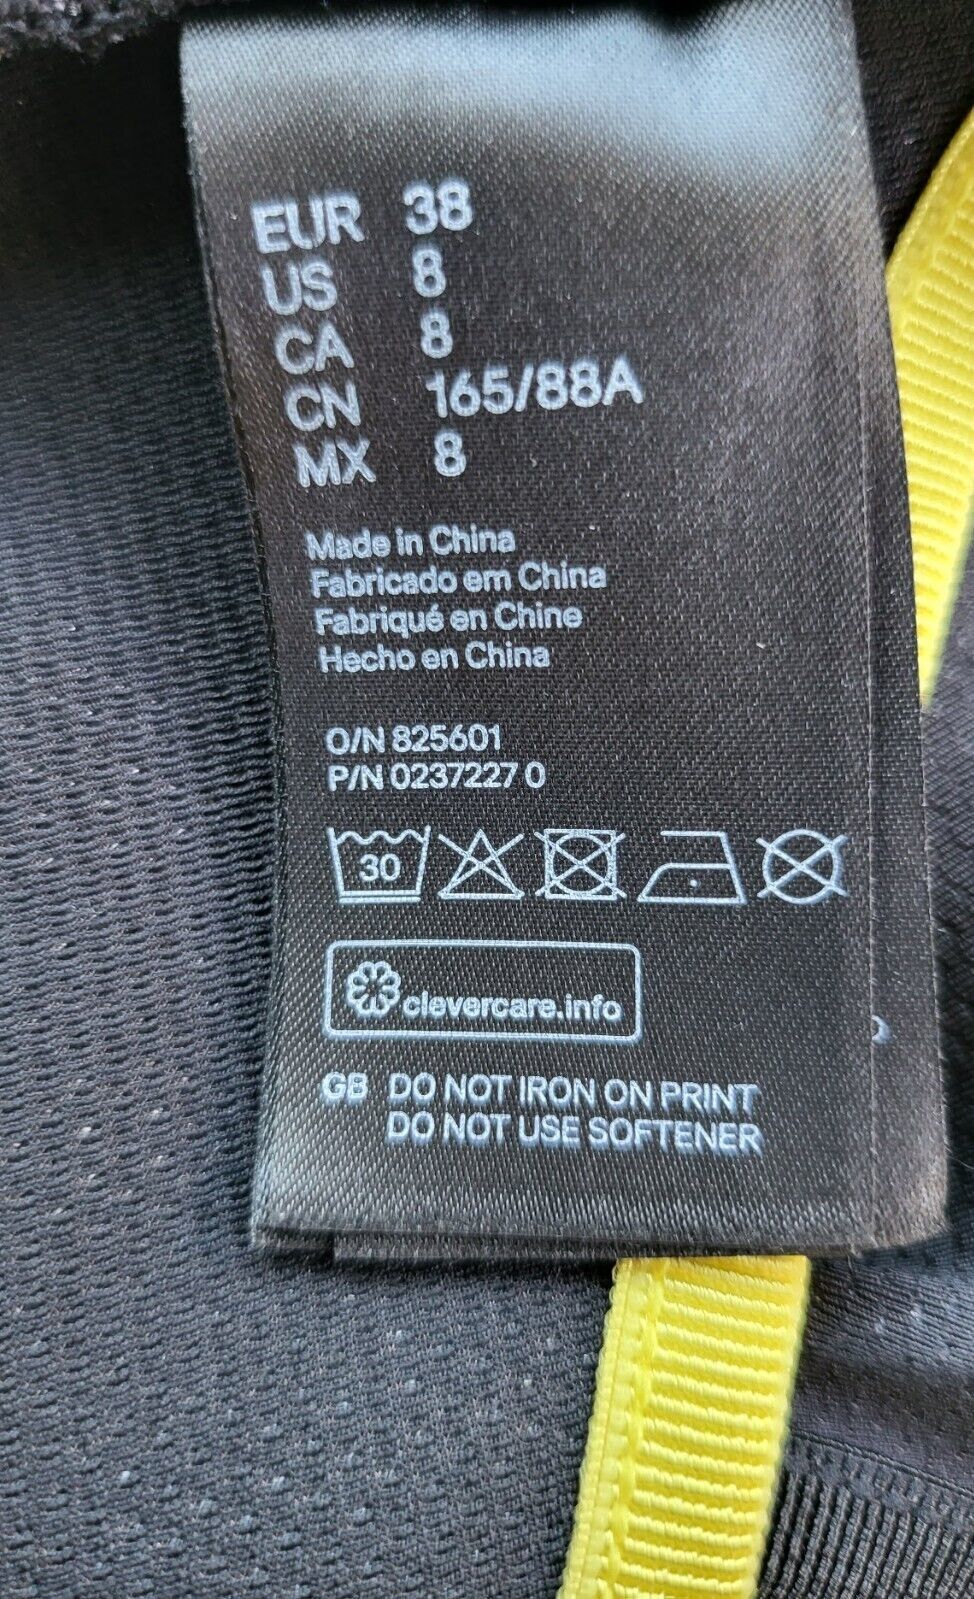 EUR 38
US 8
CA 8
CN 165/88A
MX 8
Made in China
Fabricado em China
Fabriqué en Chine
Hecho en China
O/N 825601
P/N 0237227 0
30
clevercare.info
GB DO NOT IRON ON PRINT
DO NOT USE SOFTENER